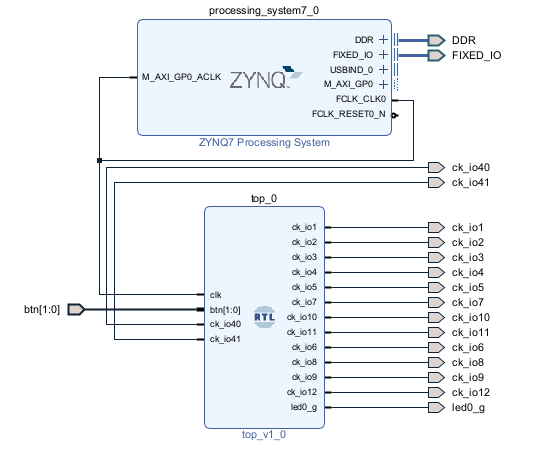 processing_system7_0
DDR
FIXED_IO
USBIND_0
M_AXI_GP0
FCLK_CLK0
FCLK_RESET0_N
M_AXI_GP0_ACLK
ZYNQ
ZYNQ7 Processing System
DDR
FIXED_IO
ck_io40
ck_io41
top_0
clk
btn[1:0]
ck_io40
ck_io41
RTL
ck_io1
ck_io2
ck_io3
ck_io4
ck_io5
ck_io7
ck_io10
ck_io11
ck_io6
ck_io8
ck_io9
ck_io12
led0_g
top_v1_0
btn[1:0]
ck_io1
ck_io2
ck_io3
ck_io4
ck_io5
ck_io7
ck_io10
ck_io11
ck_io6
ck_io8
ck_io9
ck_io12
led0_g